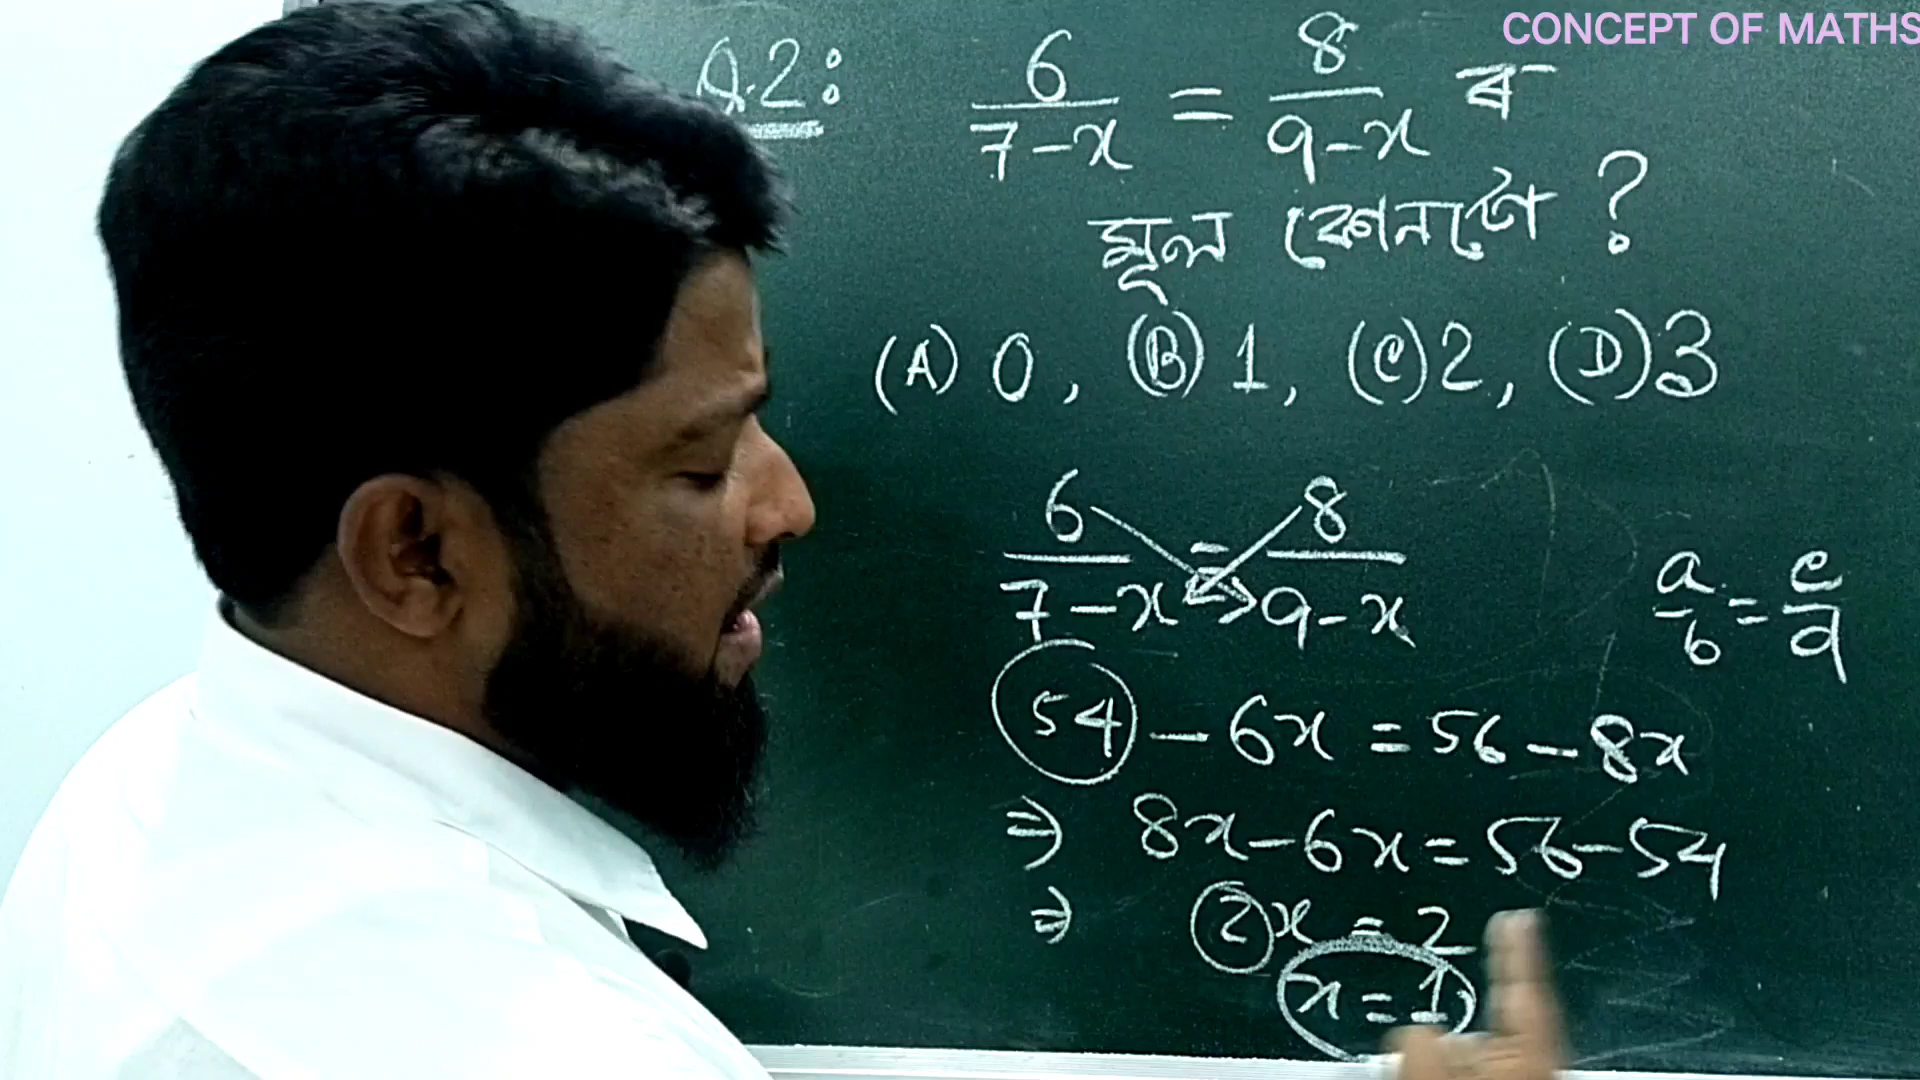 CONCEPT OF MATHS
Q.2: 6/(7-x) = 8/(9-x) ৰ
মূল কোনটো ?
(A) 0, (B) 1, (C) 2, (D) 3
6/(7-x) = 8/(9-x)
a/b = c/d
54 - 6x = 56 - 8x
⇒ 8x - 6x = 56 - 54
⇒ 2x = 2
x = 1